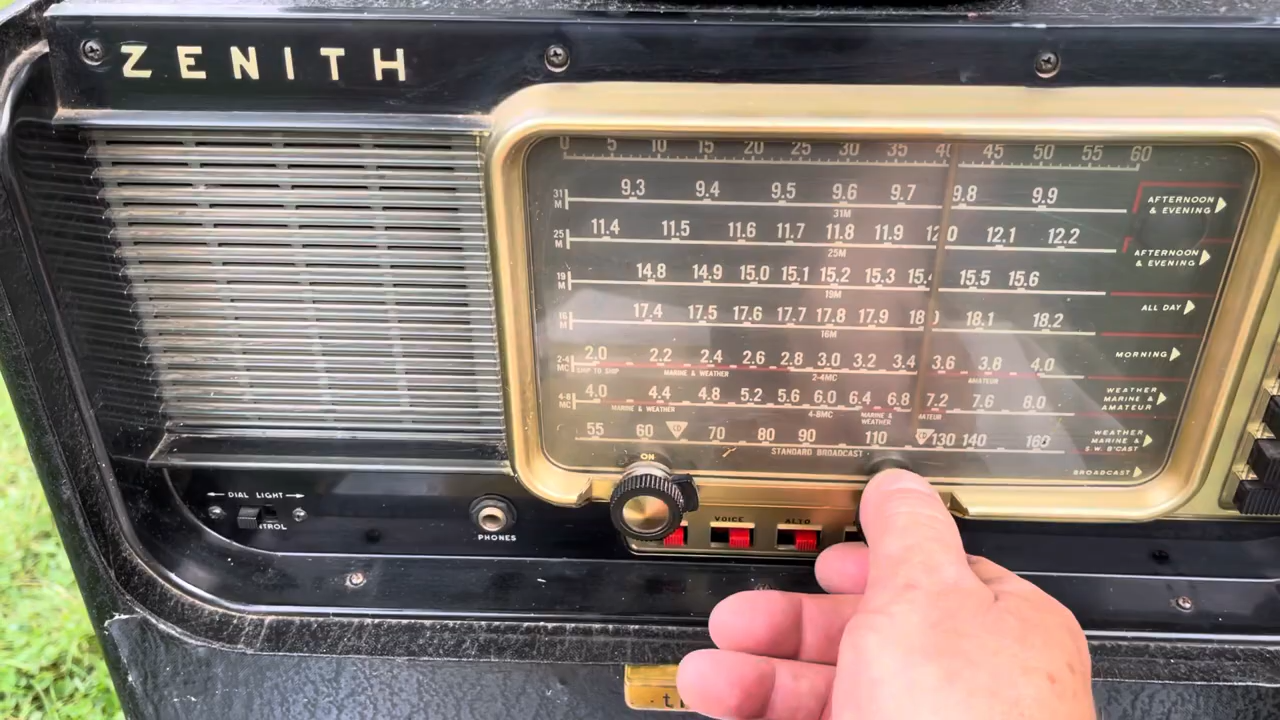 ZENITH
0 5 10 15 20 25 30 35 40 45 50 55 60
31 M 9.3 9.4 9.5 9.6 9.7 9.8 9.9 AFTERNOON & EVENING
31M
25 M 11.4 11.5 11.6 11.7 11.8 11.9 12.0 12.1 12.2 AFTERNOON & EVENING
25M
19 M 14.8 14.9 15.0 15.1 15.2 15.3 15.4 15.5 15.6 ALL DAY
19M
16 M 17.4 17.5 17.6 17.7 17.8 17.9 18.0 18.1 18.2 MORNING
16M
2-4 MC 2.0 2.2 2.4 2.6 2.8 3.0 3.2 3.4 3.6 3.8 4.0 WEATHER MARINE & AMATEUR
SHIP TO SHIP MARINE & WEATHER 2-4MC AMATEUR
4-8 MC 4.0 4.4 4.8 5.2 5.6 6.0 6.4 6.8 7.2 7.6 8.0 WEATHER MARINE & S.W. B'CAST
MARINE & WEATHER 4-8MC MARINE & WEATHER AMATEUR
55 60 CD 70 80 90 110 CD 130 140 160 BROADCAST
STANDARD BROADCAST
ON
DIAL LIGHT
PHONES
VOICE ALTO